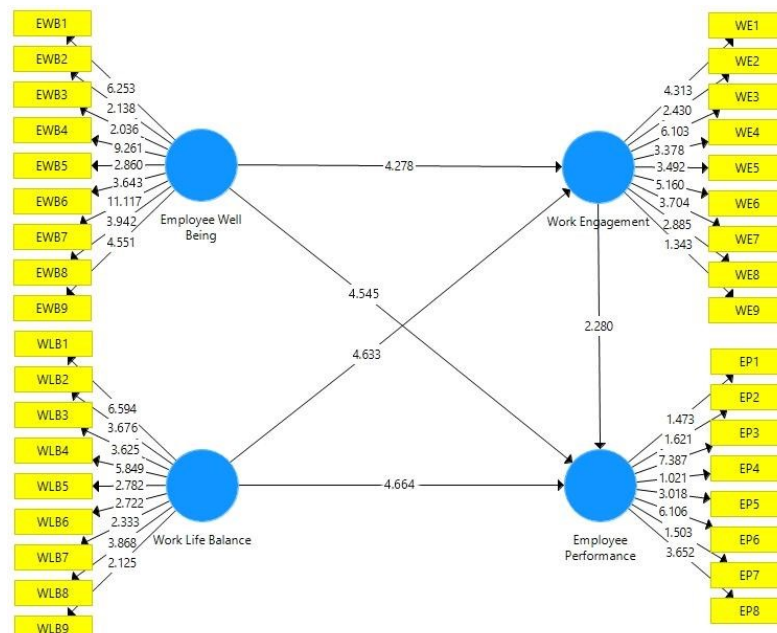 EWB1
EWB2
EWB3
EWB4
EWB5
EWB6
EWB7
EWB8
EWB9
6.253
2.138
2.036
9.261
2.860
3.643
11.117
3.942
4.551
Employee Well
Being
4.278
4.545
4.633
WE1
WE2
WE3
WE4
WE5
WE6
WE7
WE8
WE9
4.313
2.430
6.103
3.378
3.492
5.160
3.704
2.885
1.343
Work Engagement
2.280
WLB1
WLB2
WLB3
WLB4
WLB5
WLB6
WLB7
WLB8
WLB9
6.594
3.676
3.625
5.849
2.782
2.722
2.333
3.868
2.125
Work Life Balance
4.664
EP1
EP2
EP3
EP4
EP5
EP6
EP7
EP8
1.473
1.621
7.387
1.021
3.018
6.106
1.503
3.652
Employee
Performance